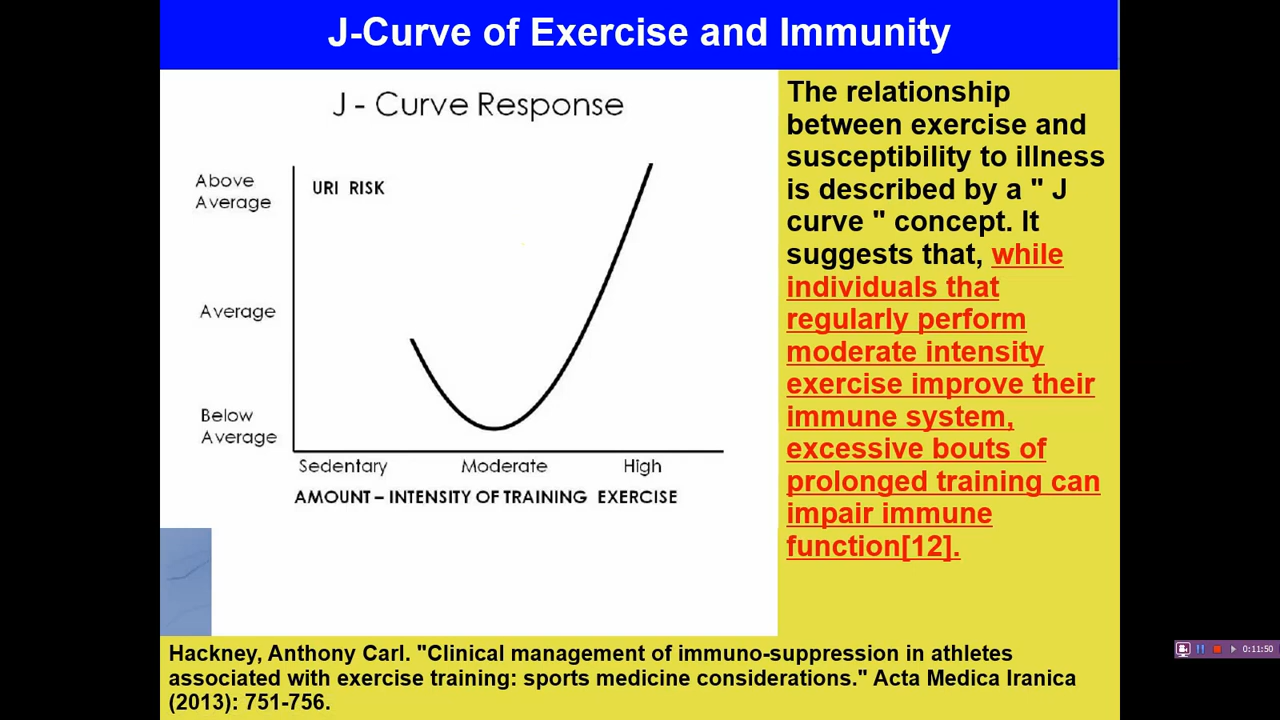 J-Curve of Exercise and Immunity
J - Curve Response
Above
Average
URI RISK
Average
Below
Average
Sedentary
Moderate
High
AMOUNT – INTENSITY OF TRAINING EXERCISE
The relationship
between exercise and
susceptibility to illness
is described by a " J
curve " concept. It
suggests that, while
individuals that
regularly perform
moderate intensity
exercise improve their
immune system,
excessive bouts of
prolonged training can
impair immune
function[12].
Hackney, Anthony Carl. "Clinical management of immuno-suppression in athletes
associated with exercise training: sports medicine considerations." Acta Medica Iranica
(2013): 751-756.
0:11:50